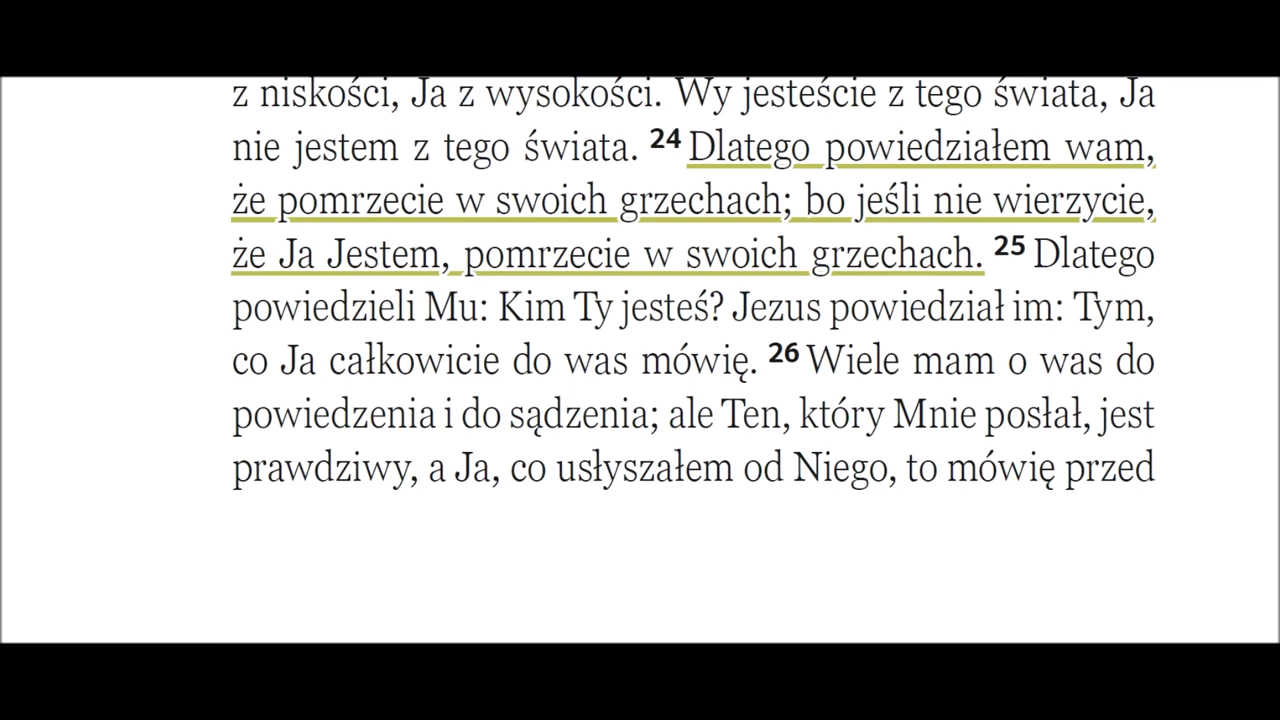 z niskości, Ja z wysokości. Wy jesteście z tego świata, Ja
nie jestem z tego świata. 24 Dlatego powiedziałem wam,
że pomrzecie w swoich grzechach; bo jeśli nie wierzycie,
że Ja Jestem, pomrzecie w swoich grzechach. 25 Dlatego
powiedzieli Mu: Kim Ty jesteś? Jezus powiedział im: Tym,
co Ja całkowicie do was mówię. 26 Wiele mam o was do
powiedzenia i do sądzenia; ale Ten, który Mnie posłał, jest
prawdziwy, a Ja, co usłyszałem od Niego, to mówię przed